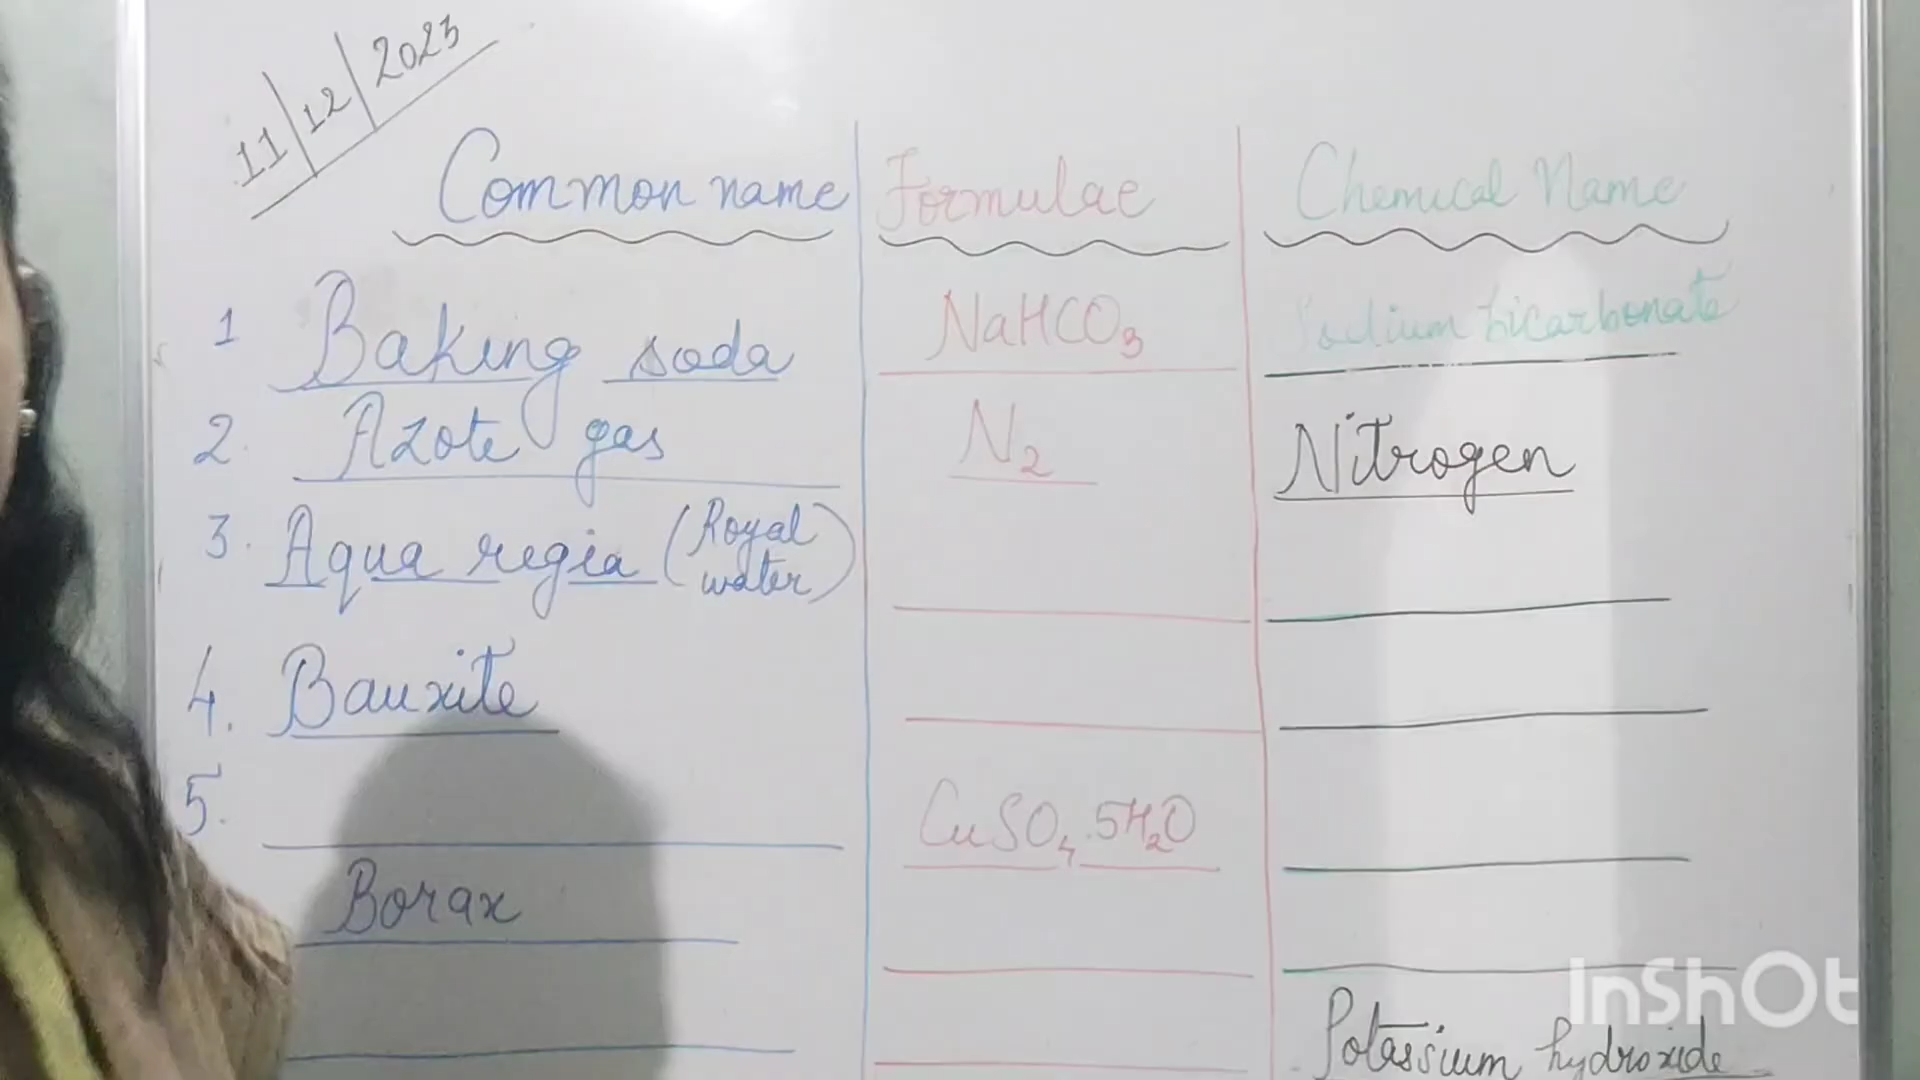 11/12/2023
Common name Formulae Chemical Name
1 Baking soda NaHCO3 Sodium bicarbonate
2. Azote gas N2 Nitrogen
3. Aqua regia (Royal water)
4. Bauxite
5. CuSO4.5H2O
Borax
Potassium hydroxide
InShOt